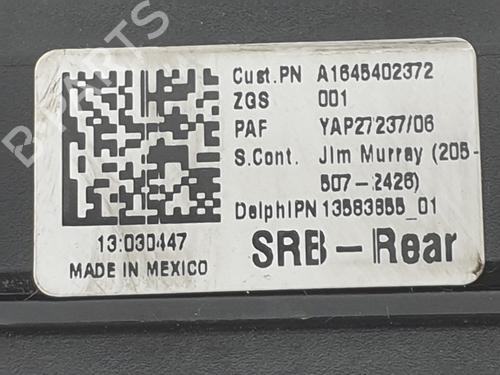 Cust.PN A1645402372
ZGS 001
PAF YAP27237/06
S.Cont. Jim Murray (205-
507-2426)
DelphiPN 13583655_01
SRB-Rear
13:030447
MADE IN MEXICO